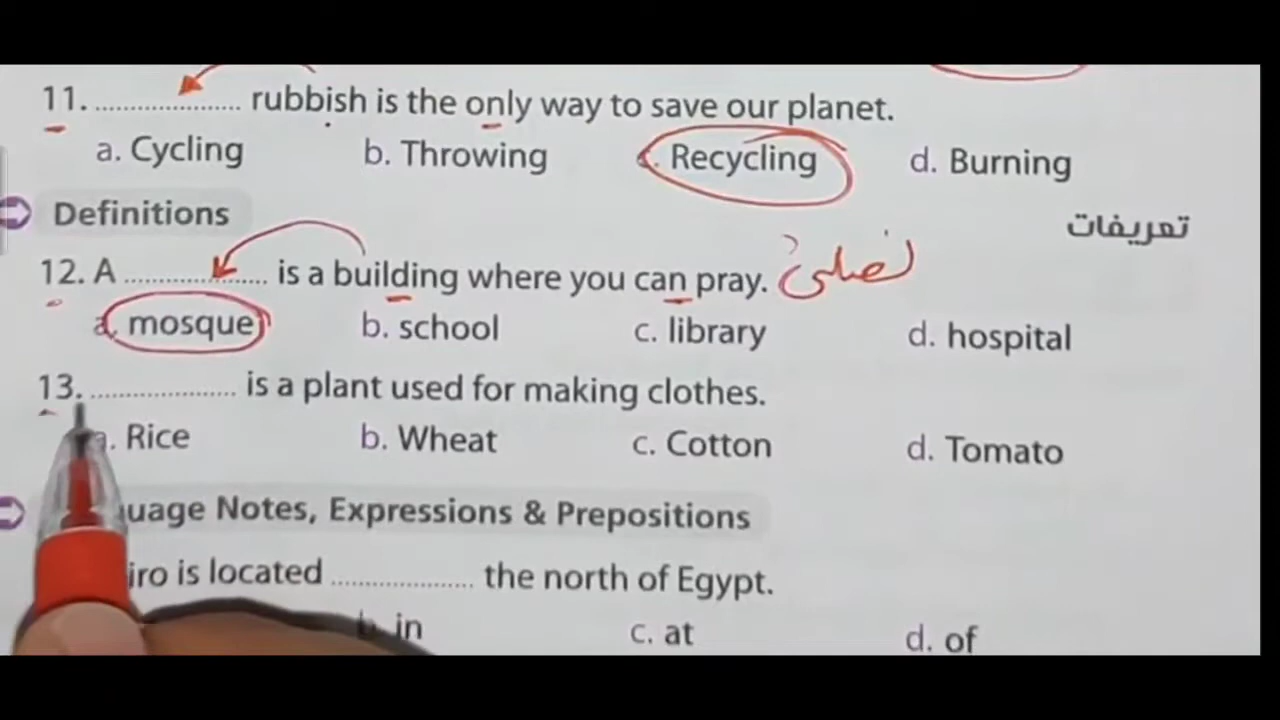 11. .................... rubbish is the only way to save our planet.
a. Cycling b. Throwing c. Recycling d. Burning
Definitions تعريفات
12. A .................... is a building where you can pray. نصلى
a. mosque b. school c. library d. hospital
13. .................... is a plant used for making clothes.
a. Rice b. Wheat c. Cotton d. Tomato
uage Notes, Expressions & Prepositions
iro is located .................... the north of Egypt.
b. in c. at d. of